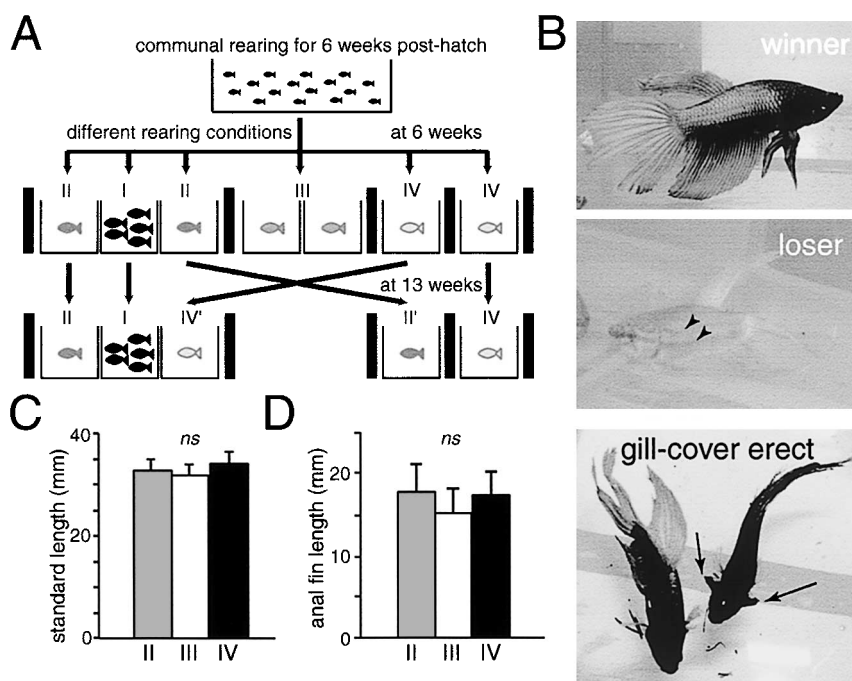 A
communal rearing for 6 weeks post-hatch
different rearing conditions
at 6 weeks
II
I
II
III
IV
IV
at 13 weeks
II
I
IV'
II'
IV
B
winner
loser
gill-cover erect
C
ns
40
20
0
standard length (mm)
II
III
IV
D
ns
20
15
10
0
anal fin length (mm)
II
III
IV